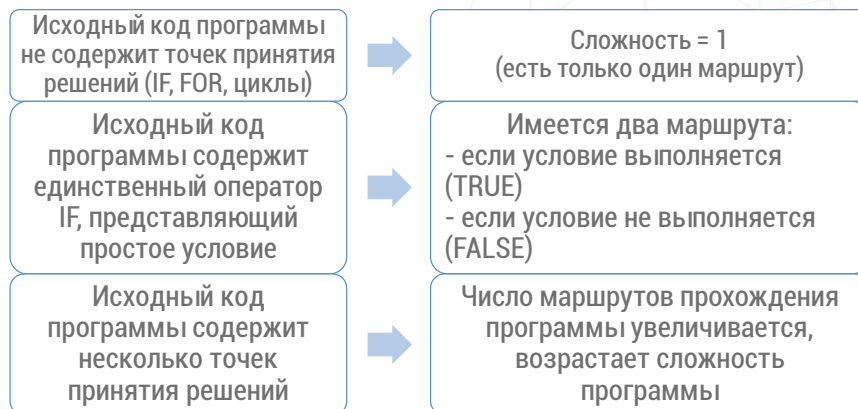 Исходный код программы
не содержит точек принятия
решений (IF, FOR, циклы)
Сложность = 1
(есть только один маршрут)
Исходный код
программы содержит
единственный оператор
IF, представляющий
простое условие
Имеется два маршрута:
- если условие выполняется
(TRUE)
- если условие не выполняется
(FALSE)
Исходный код
программы содержит
несколько точек
принятия решений
Число маршрутов прохождения
программы увеличивается,
возрастает сложность
программы